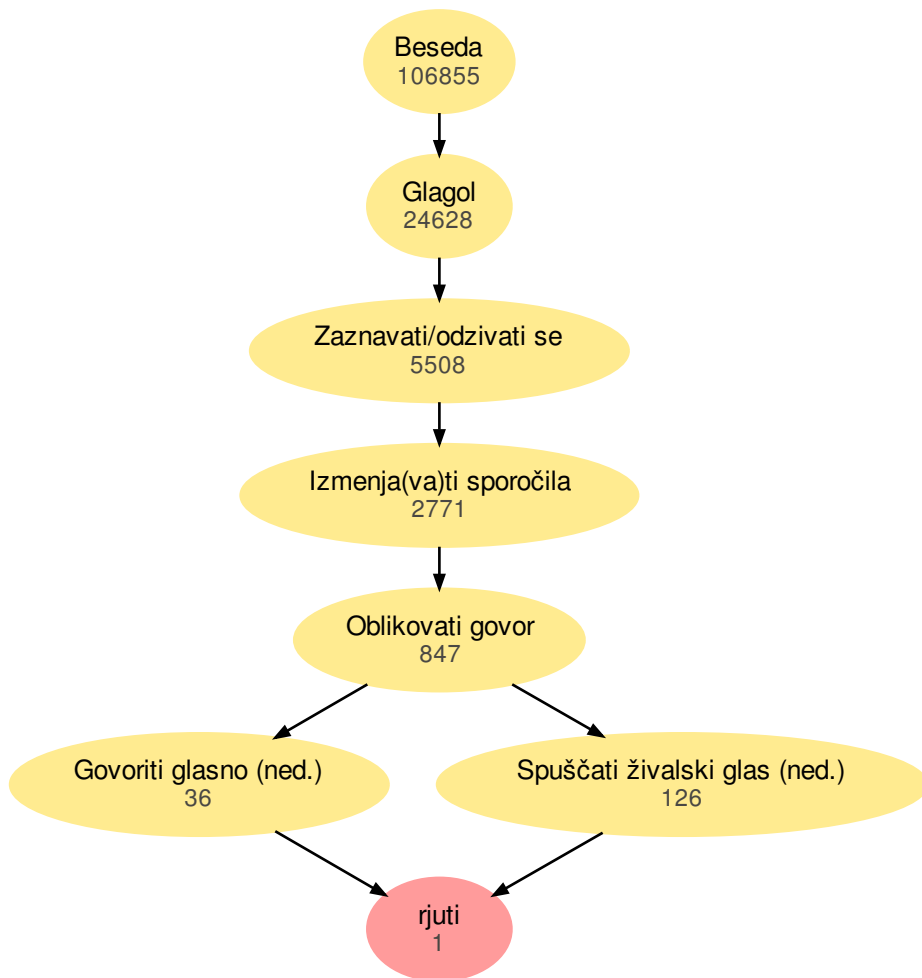 Beseda
106855
Glagol
24628
Zaznavati/odzivati se
5508
Izmenja(va)ti sporočila
2771
Oblikovati govor
847
Govoriti glasno (ned.)
36
Spuščati živalski glas (ned.)
126
rjuti
1